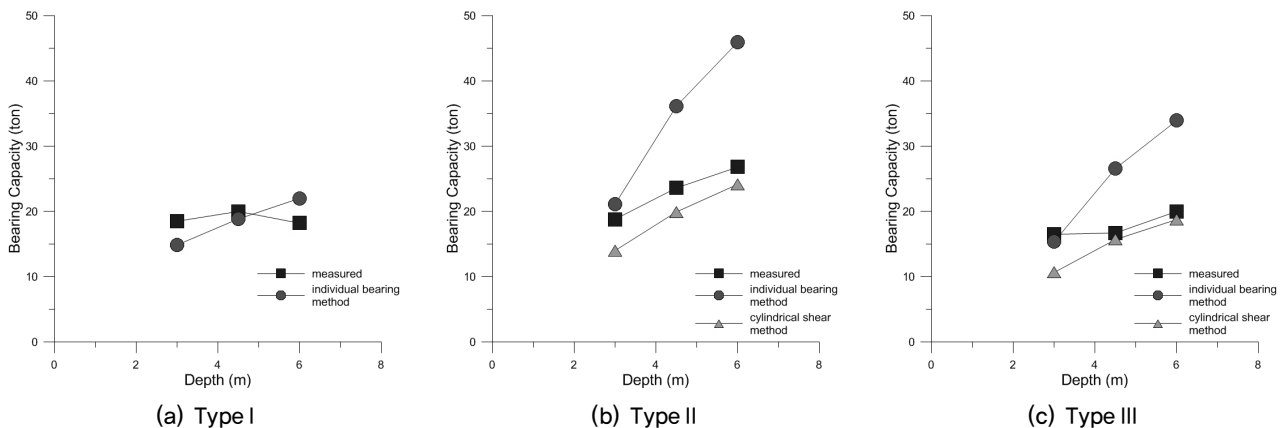 50
40
30
20
10
0
Bearing Capacity (ton)
0 2 4 6 8
Depth (m)
measured
individual bearing
method
(a) Type I
50
40
30
20
10
0
Bearing Capacity (ton)
0 2 4 6 8
Depth (m)
measured
individual bearing
method
cylindrical shear
method
(b) Type II
50
40
30
20
10
0
Bearing Capacity (ton)
0 2 4 6 8
Depth (m)
measured
individual bearing
method
cylindrical shear
method
(c) Type III